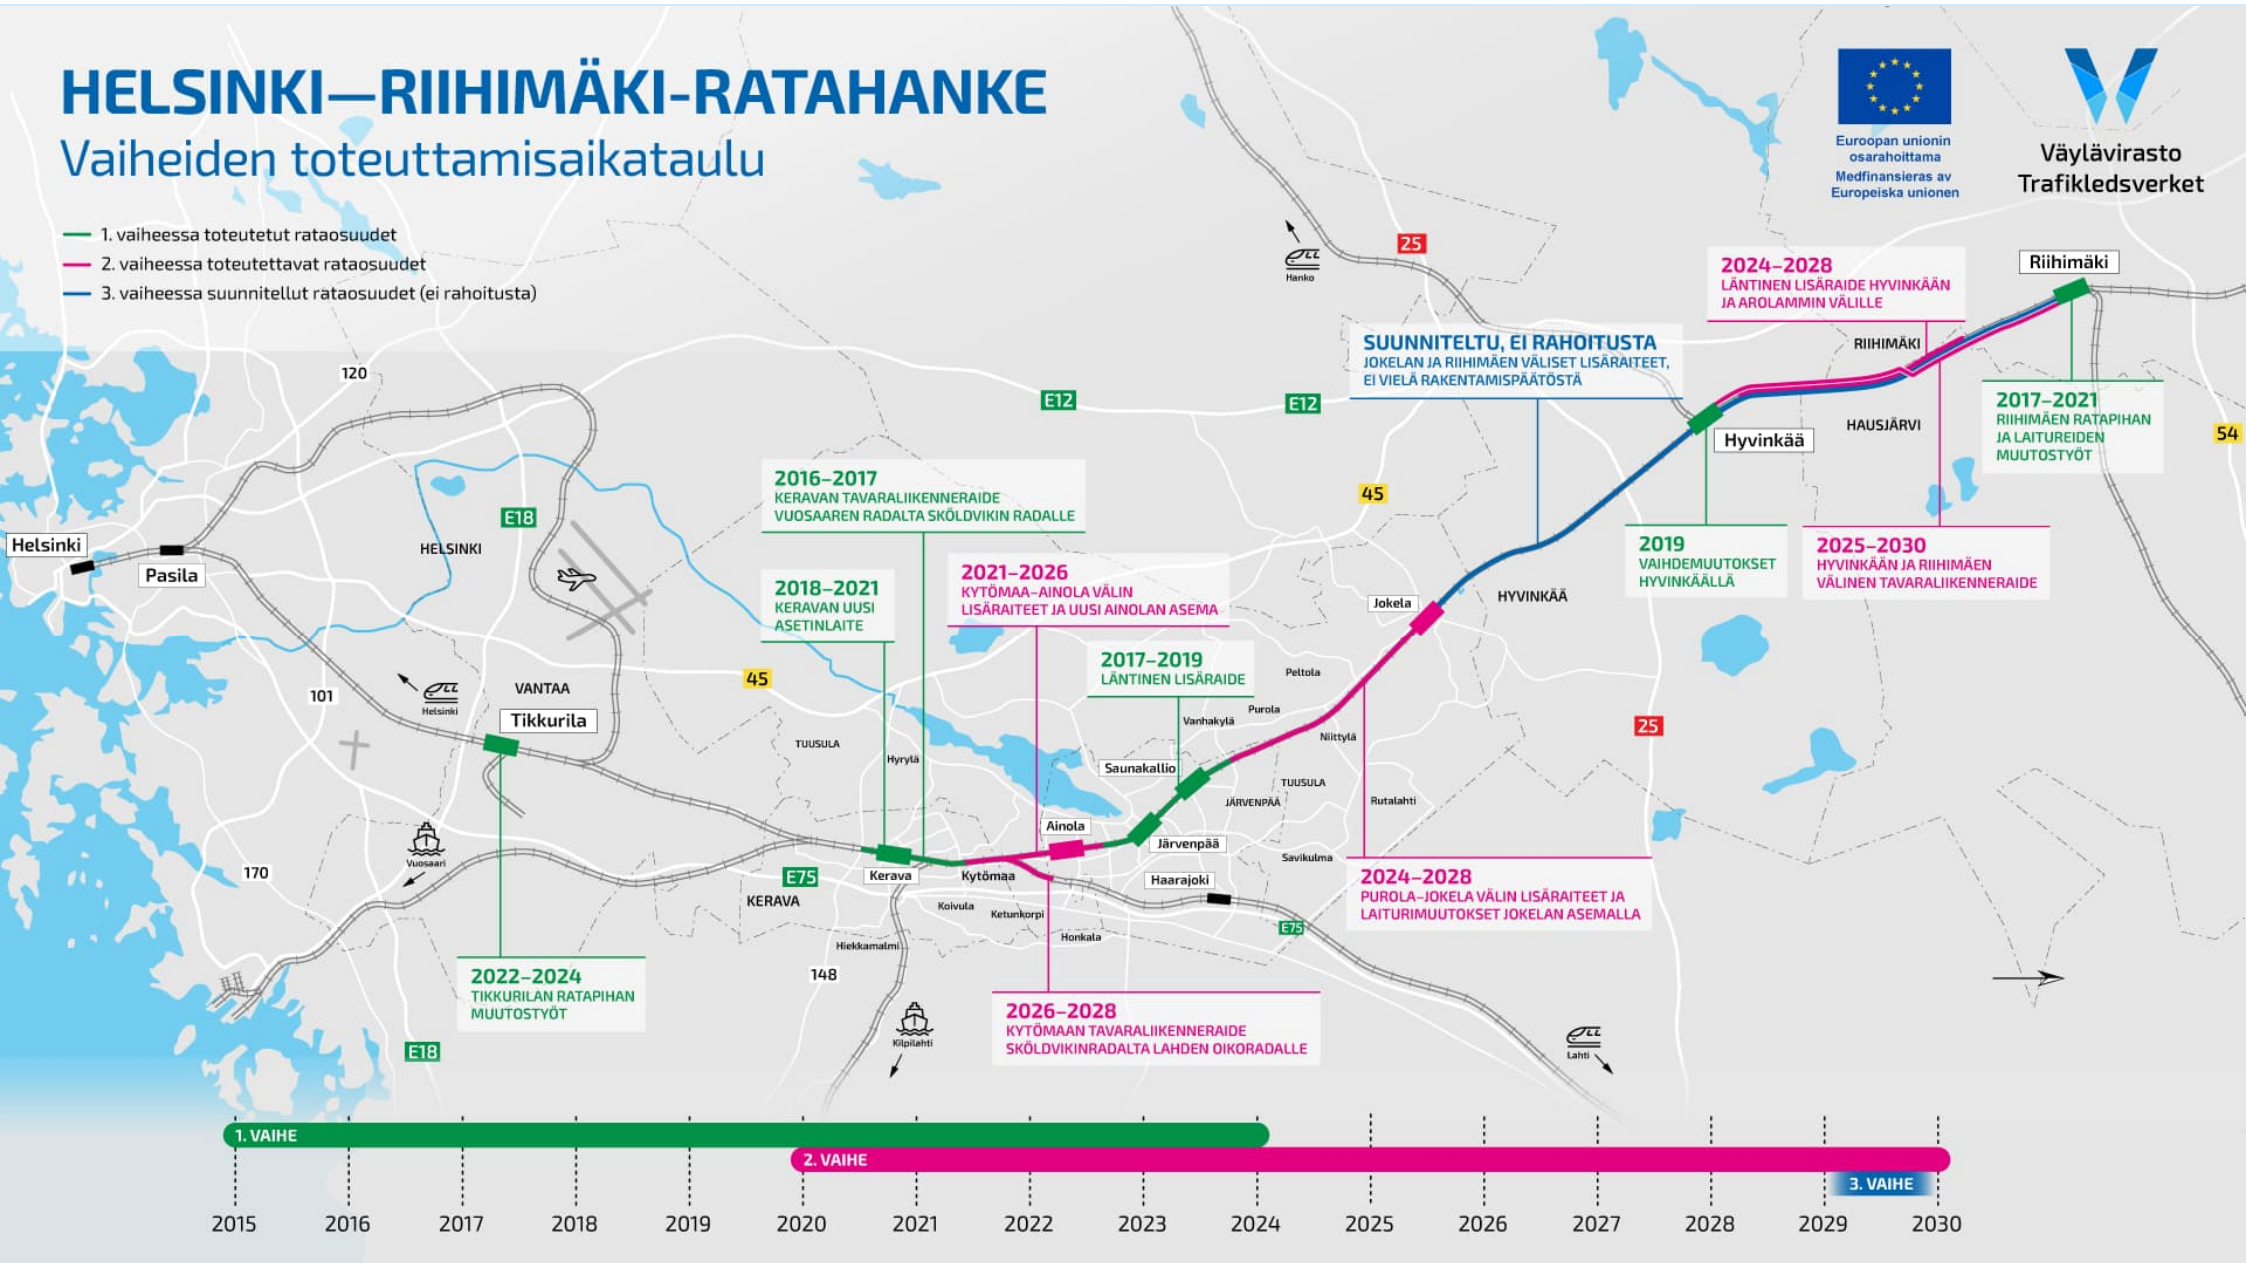 HELSINKI—RIIHIMÄKI-RATAHANKE
Vaiheiden toteuttamisaikataulu
1. vaiheessa toteutetut rataosuudet
2. vaiheessa toteutettavat rataosuudet
3. vaiheessa suunnitellut rataosuudet (ei rahoitusta)
Euroopan unionin
osarahoittama
Medfinansieras av
Europeiska unionen
Väylävirasto
Trafikledsverket
25
Hanko
2024–2028
LÄNTINEN LISÄRAIDE HYVINKÄÄN
JA AROLAMMIN VÄLILLE
Riihimäki
SUUNNITELTU, EI RAHOITUSTA
JOKELAN JA RIIHIMÄEN VÄLISET LISÄRAITEET,
EI VIELÄ RAKENTAMISPÄÄTÖSTÄ
RIIHIMÄKI
120
E12
E12
2017–2021
RIIHIMÄEN RATAPIHAN
JA LAITUREIDEN
MUUTOSTYÖT
HAUSJÄRVI
54
Hyvinkää
2016–2017
KERAVAN TAVARALIIKENNERAIDE
VUOSAAREN RADALTA SKÖLDVIKIN RADALLE
45
E18
Helsinki
Pasila
HELSINKI
2018–2021
KERAVAN UUSI
ASETINLAITE
2021–2026
KYTÖMAA–AINOLA VÄLIN
LISÄRAITEET JA UUSI AINOLAN ASEMA
2019
VAIHDEMUUTOKSET
HYVINKÄÄLLÄ
2025–2030
HYVINKÄÄN JA RIIHIMÄEN
VÄLINEN TAVARALIIKENNERAIDE
Jokela
HYVINKÄÄ
2017–2019
LÄNTINEN LISÄRAIDE
Peltola
45
101
Helsinki
VANTAA
Tikkurila
Purola
Vanhakylä
Niittylä
25
TUUSULA
Hyrylä
Saunakallio
TUUSULA
JÄRVENPÄÄ
Rutalahti
Ainola
Järvenpää
Vuosaari
170
E75
Kerava
Kytömaa
Haarajoki
Savikulma
KERAVA
Koivula
Ketunkorpi
Honkala
Hiekkamalmi
E75
2024–2028
PUROLA–JOKELA VÄLIN LISÄRAITEET JA
LAITURIMUUTOKSET JOKELAN ASEMALLA
148
2022–2024
TIKKURILAN RATAPIHAN
MUUTOSTYÖT
2026–2028
KYTÖMAAN TAVARALIIKENNERAIDE
SKÖLDVIKINRADALTA LAHDEN OIKORADALLE
E18
Kilpilahti
Lahti
1. VAIHE
2. VAIHE
3. VAIHE
2015 2016 2017 2018 2019 2020 2021 2022 2023 2024 2025 2026 2027 2028 2029 2030